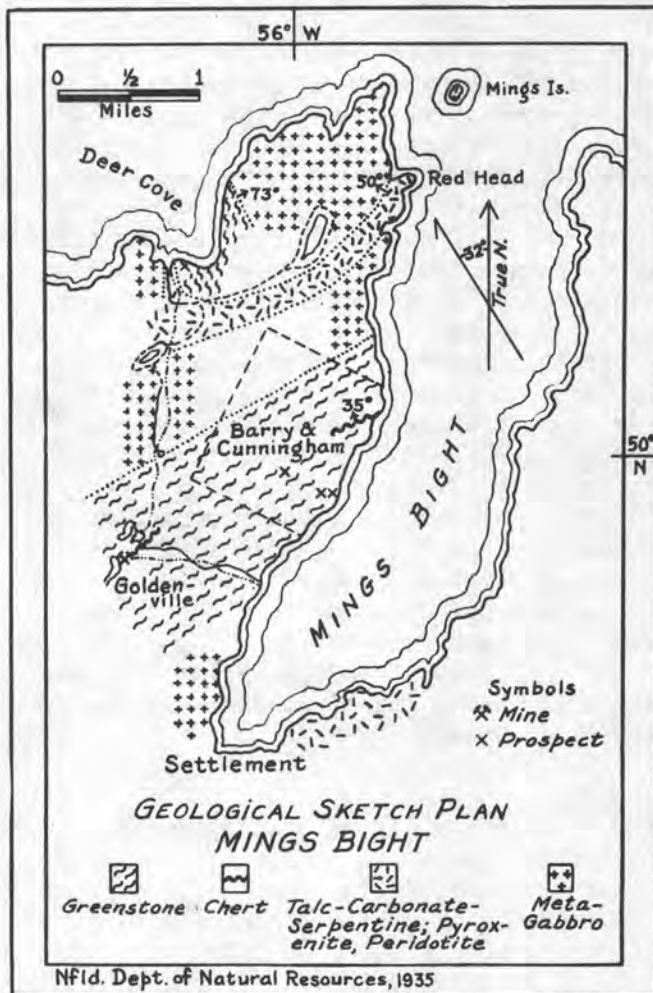 56° W
0 ½ 1
Miles
Mings Is.
Deer Cove
73°
50°
Red Head
32°
True N.
35°
Barry &
Cunningham
50°
N
MINGS BIGHT
Golden-
ville
Symbols
Mine
× Prospect
Settlement
GEOLOGICAL SKETCH PLAN
MINGS BIGHT
Greenstone
Chert
Talc-Carbonate-
Serpentine; Pyrox-
enite, Peridotite
Meta-
Gabbro
Nfld. Dept. of Natural Resources, 1935